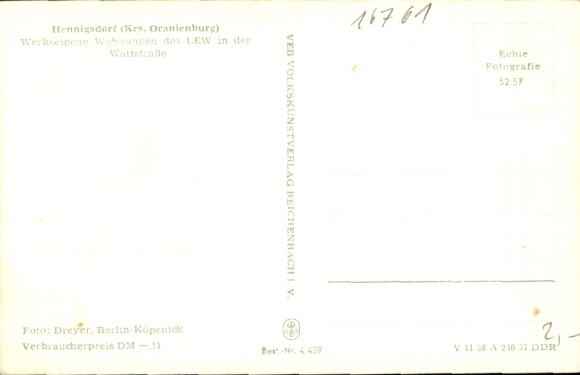 Hennigsdorf (Krs. Oranienburg)
Werkseigene Wohnungen des LEW in der
Wattstraße
16761
Echte
Fotografie
52 57
VEB VOLKSKUNSTVERLAG REICHENBACH i. V.
Foto: Dreyer, Berlin-Köpenick
Verbraucherpreis DM —,15
Best.-Nr. 4 439
V 11 28 A 246 57 DDR
2,-